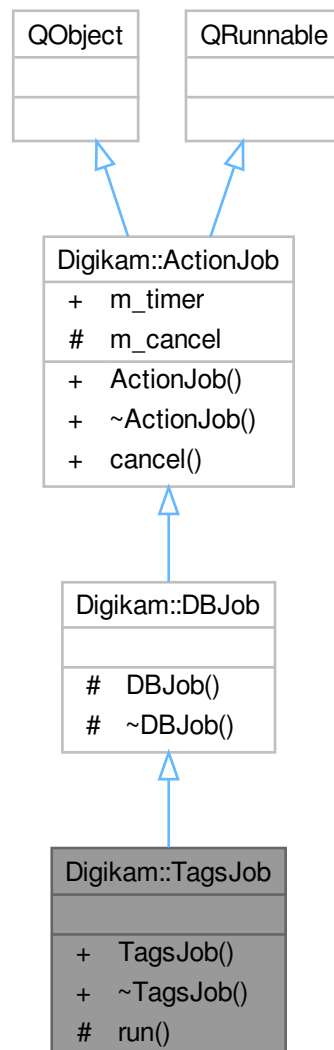 QObject
QRunnable
Digikam::ActionJob
+ m_timer
# m_cancel
+ ActionJob()
+ ~ActionJob()
+ cancel()
Digikam::DBJob
# DBJob()
# ~DBJob()
Digikam::TagsJob
+ TagsJob()
+ ~TagsJob()
# run()